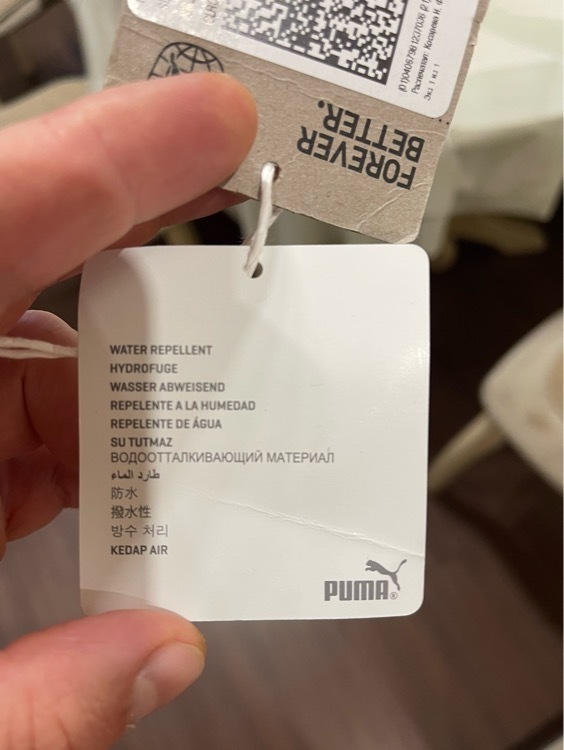 FOREVER
BETTER.
WATER REPELLENT
HYDROFUGE
WASSER ABWEISEND
REPELENTE A LA HUMEDAD
REPELENTE DE ÁGUA
SU TUTMAZ
ВОДООТТАЛКИВАЮЩИЙ МАТЕРИАЛ
طارد الماء
防水
撥水性
방수 처리
KEDAP AIR
PUMA®